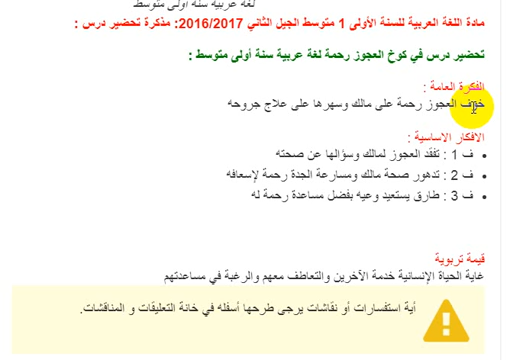 لغة عربية سنة أولى متوسط
مادة اللغة العربية للسنة الأولى 1 متوسط الجيل الثاني 2016/2017: مذكرة تحضير درس :
تحضير درس في كوخ العجوز رحمة لغة عربية سنة أولى متوسط :
الفكرة العامة :
خوف العجوز رحمة على مالك وسهرها على علاج جروحه
الافكار الاساسية :
ف 1 : تفقد العجوز لمالك وسؤالها عن صحته
ف 2 : تدهور صحة مالك ومسارعة الجدة رحمة لإسعافه
ف 3 : طارق يستعيد وعيه بفضل مساعدة رحمة له
قيمة تربوية
غاية الحياة الإنسانية خدمة الآخرين والتعاطف معهم والرغبة في مساعدتهم
أية استفسارات أو نقاشات يرجى طرحها أسفله في خانة التعليقات و المناقشات.